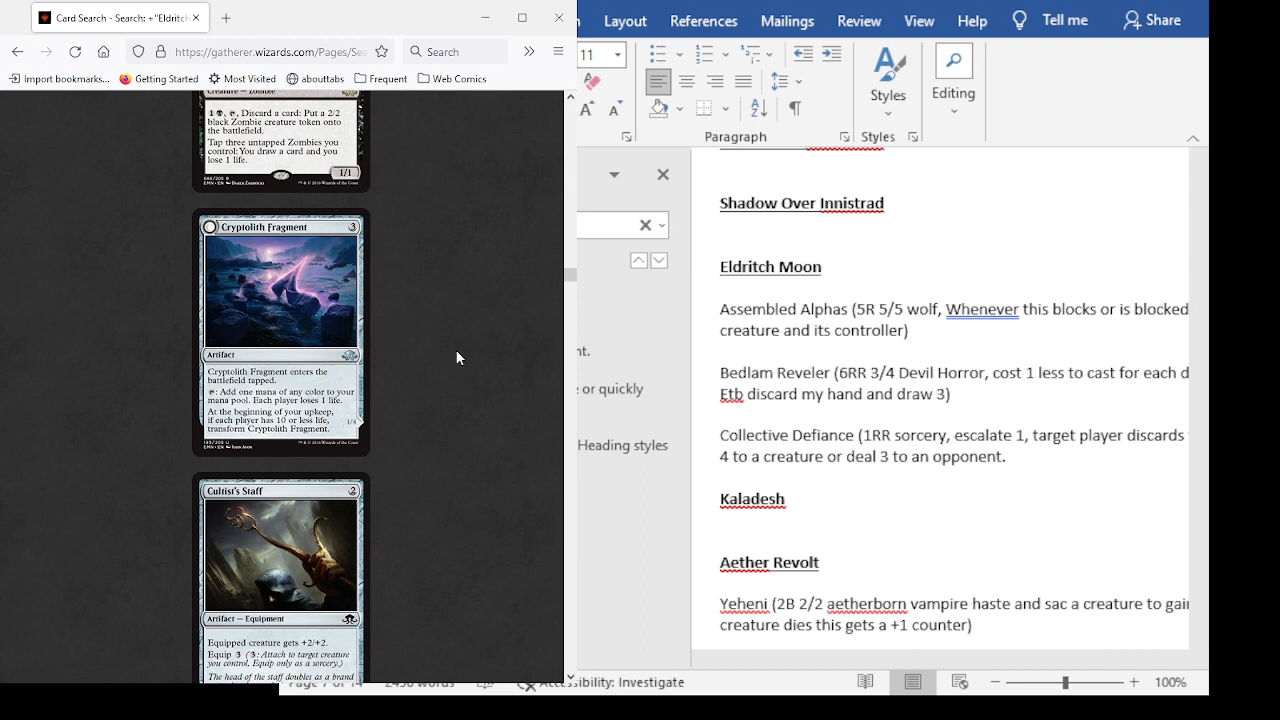 Card Search - Search: +"Eldritch
https://gatherer.wizards.com/Pages/Sea
Search
Import bookmarks...
Getting Started
Most Visited
abouttabs
Frequent
Web Comics
Creature — Zombie
1B, T, Discard a card: Put a 2/2
black Zombie creature token onto
the battlefield.
Tap three untapped Zombies you
control: You draw a card and you
lose 1 life.
1/1
Cryptolith Fragment 3
Artifact
Cryptolith Fragment enters the
battlefield tapped.
: Add one mana of any color to your
mana pool. Each player loses 1 life.
At the beginning of your upkeep,
if each player has 10 or less life,
transform Cryptolith Fragment.
1/4
Cultist's Staff 2
Artifact — Equipment
Equipped creature gets +2/+2.
Equip 3 (3: Attach to target creature
you control. Equip only as a sorcery.)
The head of the staff doubles as a brand
Layout References Mailings Review View Help Tell me Share
11
Styles
Editing
Paragraph
Styles
nt.
or quickly
Heading styles
Shadow Over Innistrad
Eldritch Moon
Assembled Alphas (5R 5/5 wolf, Whenever this blocks or is blocked
creature and its controller)
Bedlam Reveler (6RR 3/4 Devil Horror, cost 1 less to cast for each d
Etb discard my hand and draw 3)
Collective Defiance (1RR sorcery, escalate 1, target player discards
4 to a creature or deal 3 to an opponent.
Kaladesh
Aether Revolt
Yeheni (2B 2/2 aetherborn vampire haste and sac a creature to gai
creature dies this gets a +1 counter)
Accessibility: Investigate
100%